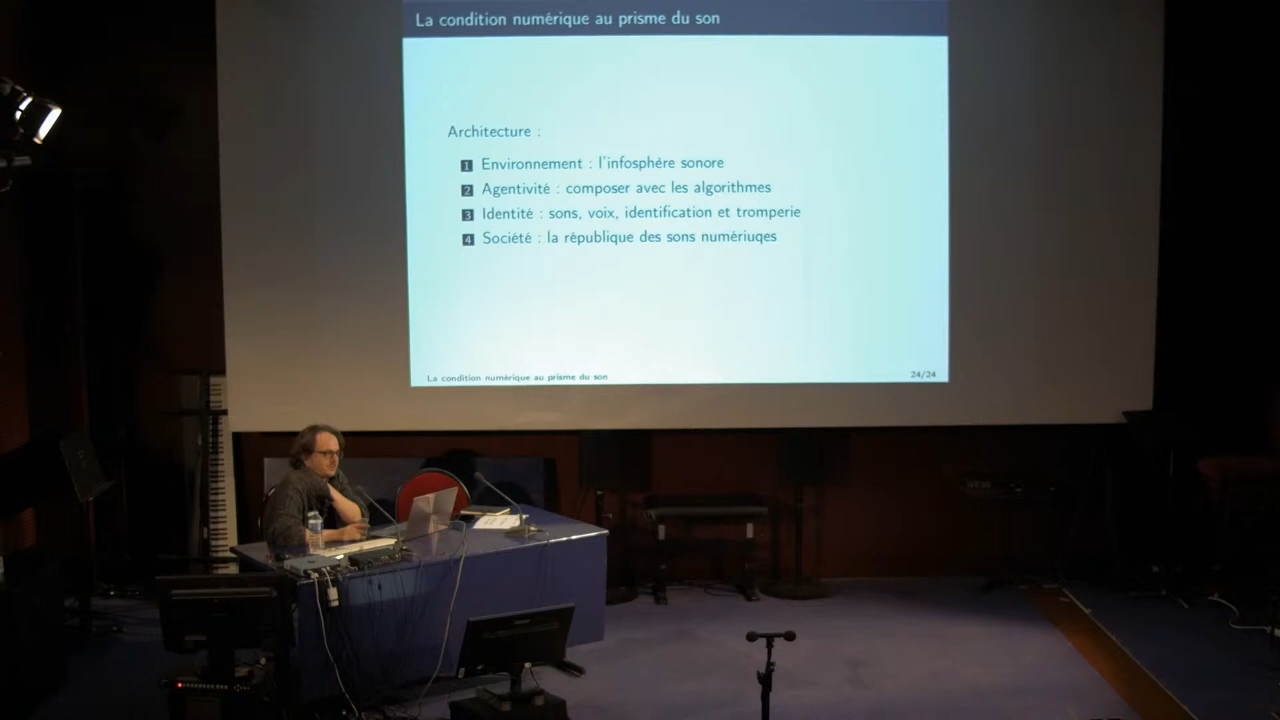 La condition numérique au prisme du son
Architecture :
1 Environnement : l'infosphère sonore
2 Agentivité : composer avec les algorithmes
3 Identité : sons, voix, identification et tromperie
4 Société : la république des sons numériuqes
La condition numérique au prisme du son 24/24